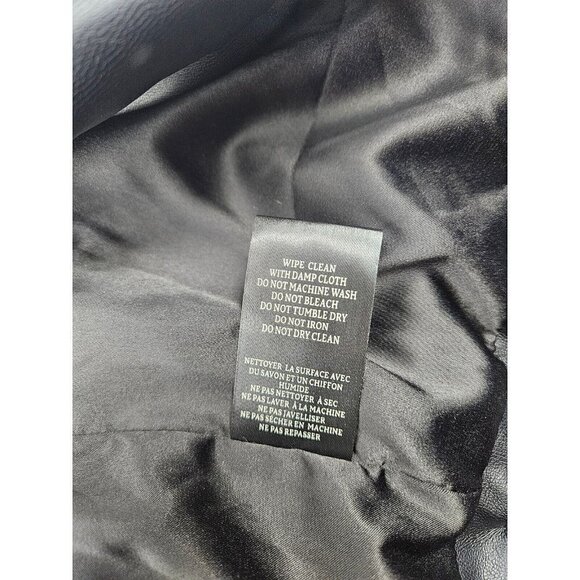 WIPE CLEAN
WITH DAMP CLOTH
DO NOT MACHINE WASH
DO NOT BLEACH
DO NOT TUMBLE DRY
DO NOT IRON
DO NOT DRY CLEAN
NETTOYER LA SURFACE AVEC
DU SAVON ET UN CHIFFON
HUMIDE
NE PAS NETTOYER À SEC
NE PAS LAVER À LA MACHINE
NE PAS JAVELLISER
NE PAS SÉCHER EN MACHINE
NE PAS REPASSER